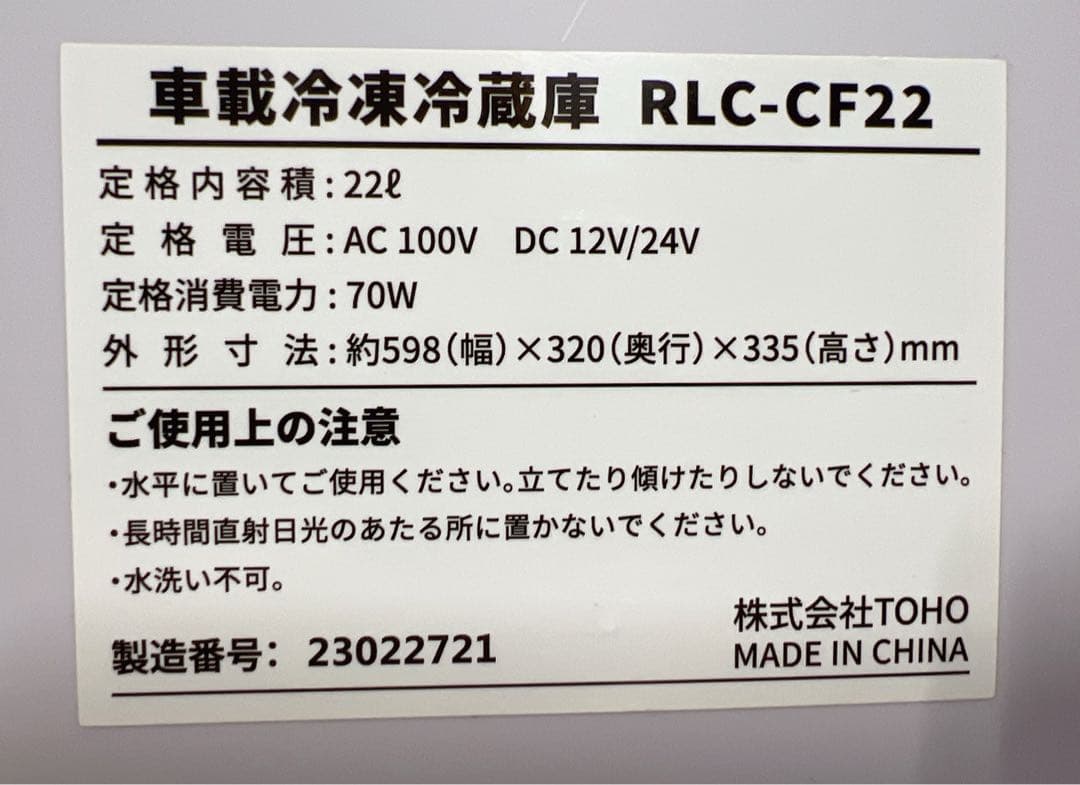 車載冷凍冷蔵庫 RLC-CF22
定格内容積:22ℓ
定格電圧:AC 100V DC 12V/24V
定格消費電力:70W
外形寸法:約598(幅)×320(奥行)×335(高さ)mm
ご使用上の注意
・水平に置いてご使用ください。立てたり傾けたりしないでください。
・長時間直射日光のあたる所に置かないでください。
・水洗い不可。
製造番号: 23022721
株式会社TOHO
MADE IN CHINA